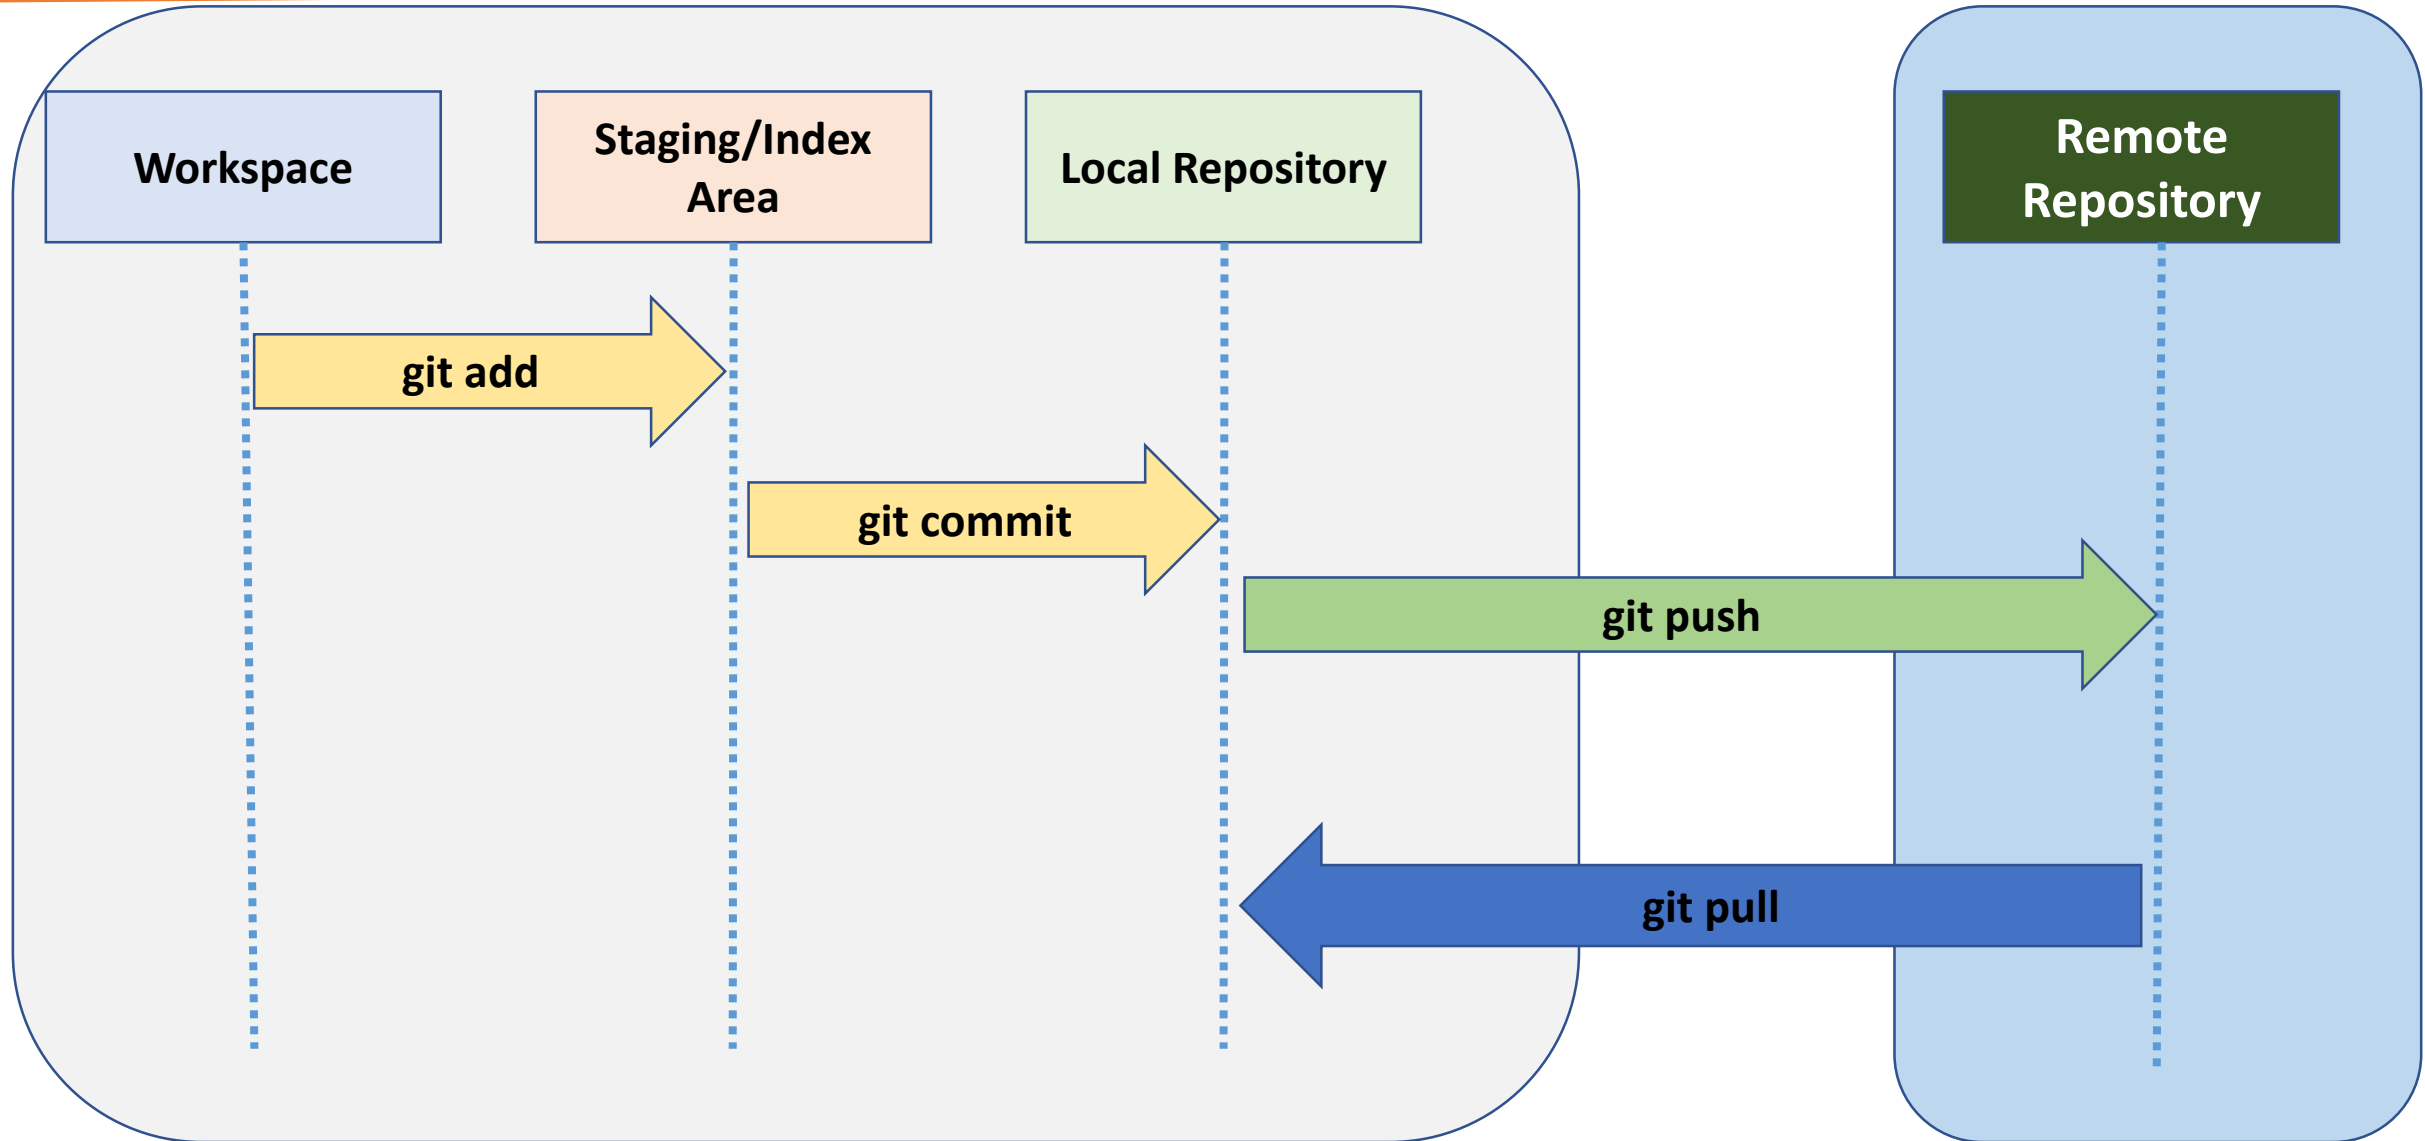 Workspace
Staging/Index
Area
Local Repository
Remote
Repository
git add
git commit
git push
git pull